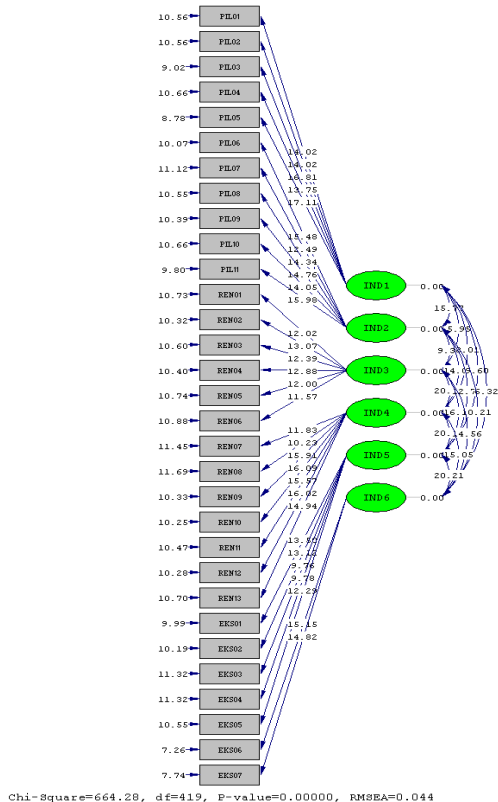 10.56 PIL01
10.56 PIL02
9.02 PIL03
10.66 PIL04
8.78 PIL05
10.07 PIL06
11.12 PIL07
10.55 PIL08
10.39 PIL09
10.66 PIL10
9.80 PIL11
10.73 REN01
10.32 REN02
10.60 REN03
10.40 REN04
10.74 REN05
10.88 REN06
11.45 REN07
11.69 REN08
10.33 REN09
10.25 REN10
10.47 REN11
10.28 REN12
10.70 REN13
9.99 EKS01
10.19 EKS02
11.32 EKS03
11.32 EKS04
10.55 EKS05
7.26 EKS06
7.74 EKS07
14.02
14.02
16.81
13.75
17.11
15.48
12.49
14.34
14.76
14.05
15.98
12.02
13.07
12.39
12.88
12.00
11.57
11.83
10.23
15.91
16.09
15.57
16.02
14.94
13.50
13.12
9.76
9.78
12.29
15.15
14.82
IND1 0.00
IND2 0.00
IND3 0.00
IND4 0.00
IND5 0.00
IND6 0.00
20.21
Chi-Square=664.28, df=419, P-value=0.00000, RMSEA=0.044